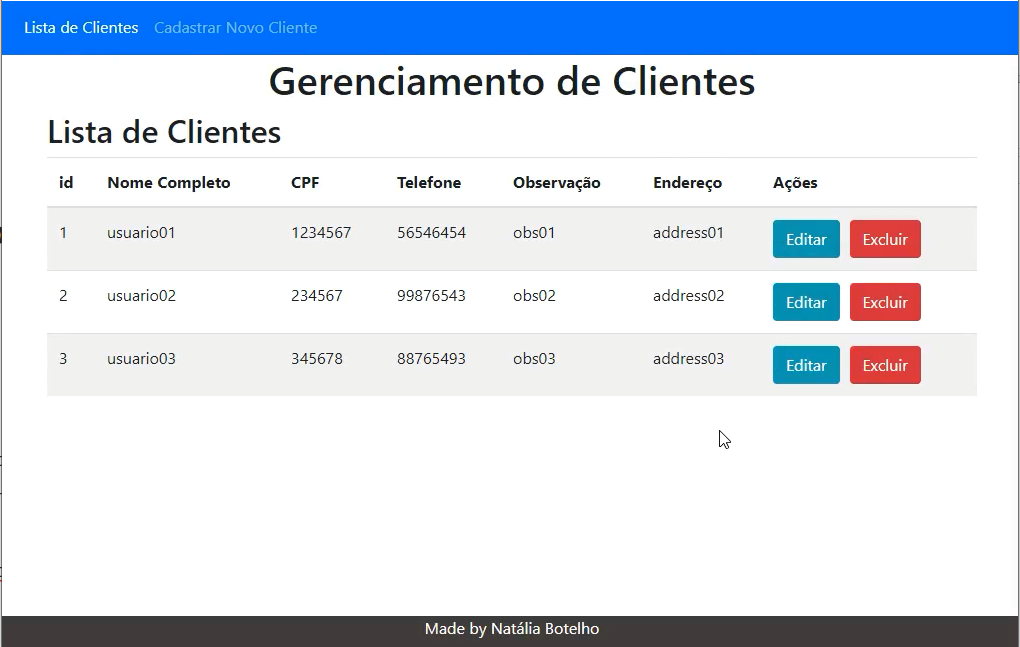 Lista de Clientes Cadastrar Novo Cliente
Gerenciamento de Clientes
Lista de Clientes
id Nome Completo CPF Telefone Observação Endereço Ações
1 usuario01 1234567 56546454 obs01 address01 Editar Excluir
2 usuario02 234567 99876543 obs02 address02 Editar Excluir
3 usuario03 345678 88765493 obs03 address03 Editar Excluir
Made by Natália Botelho